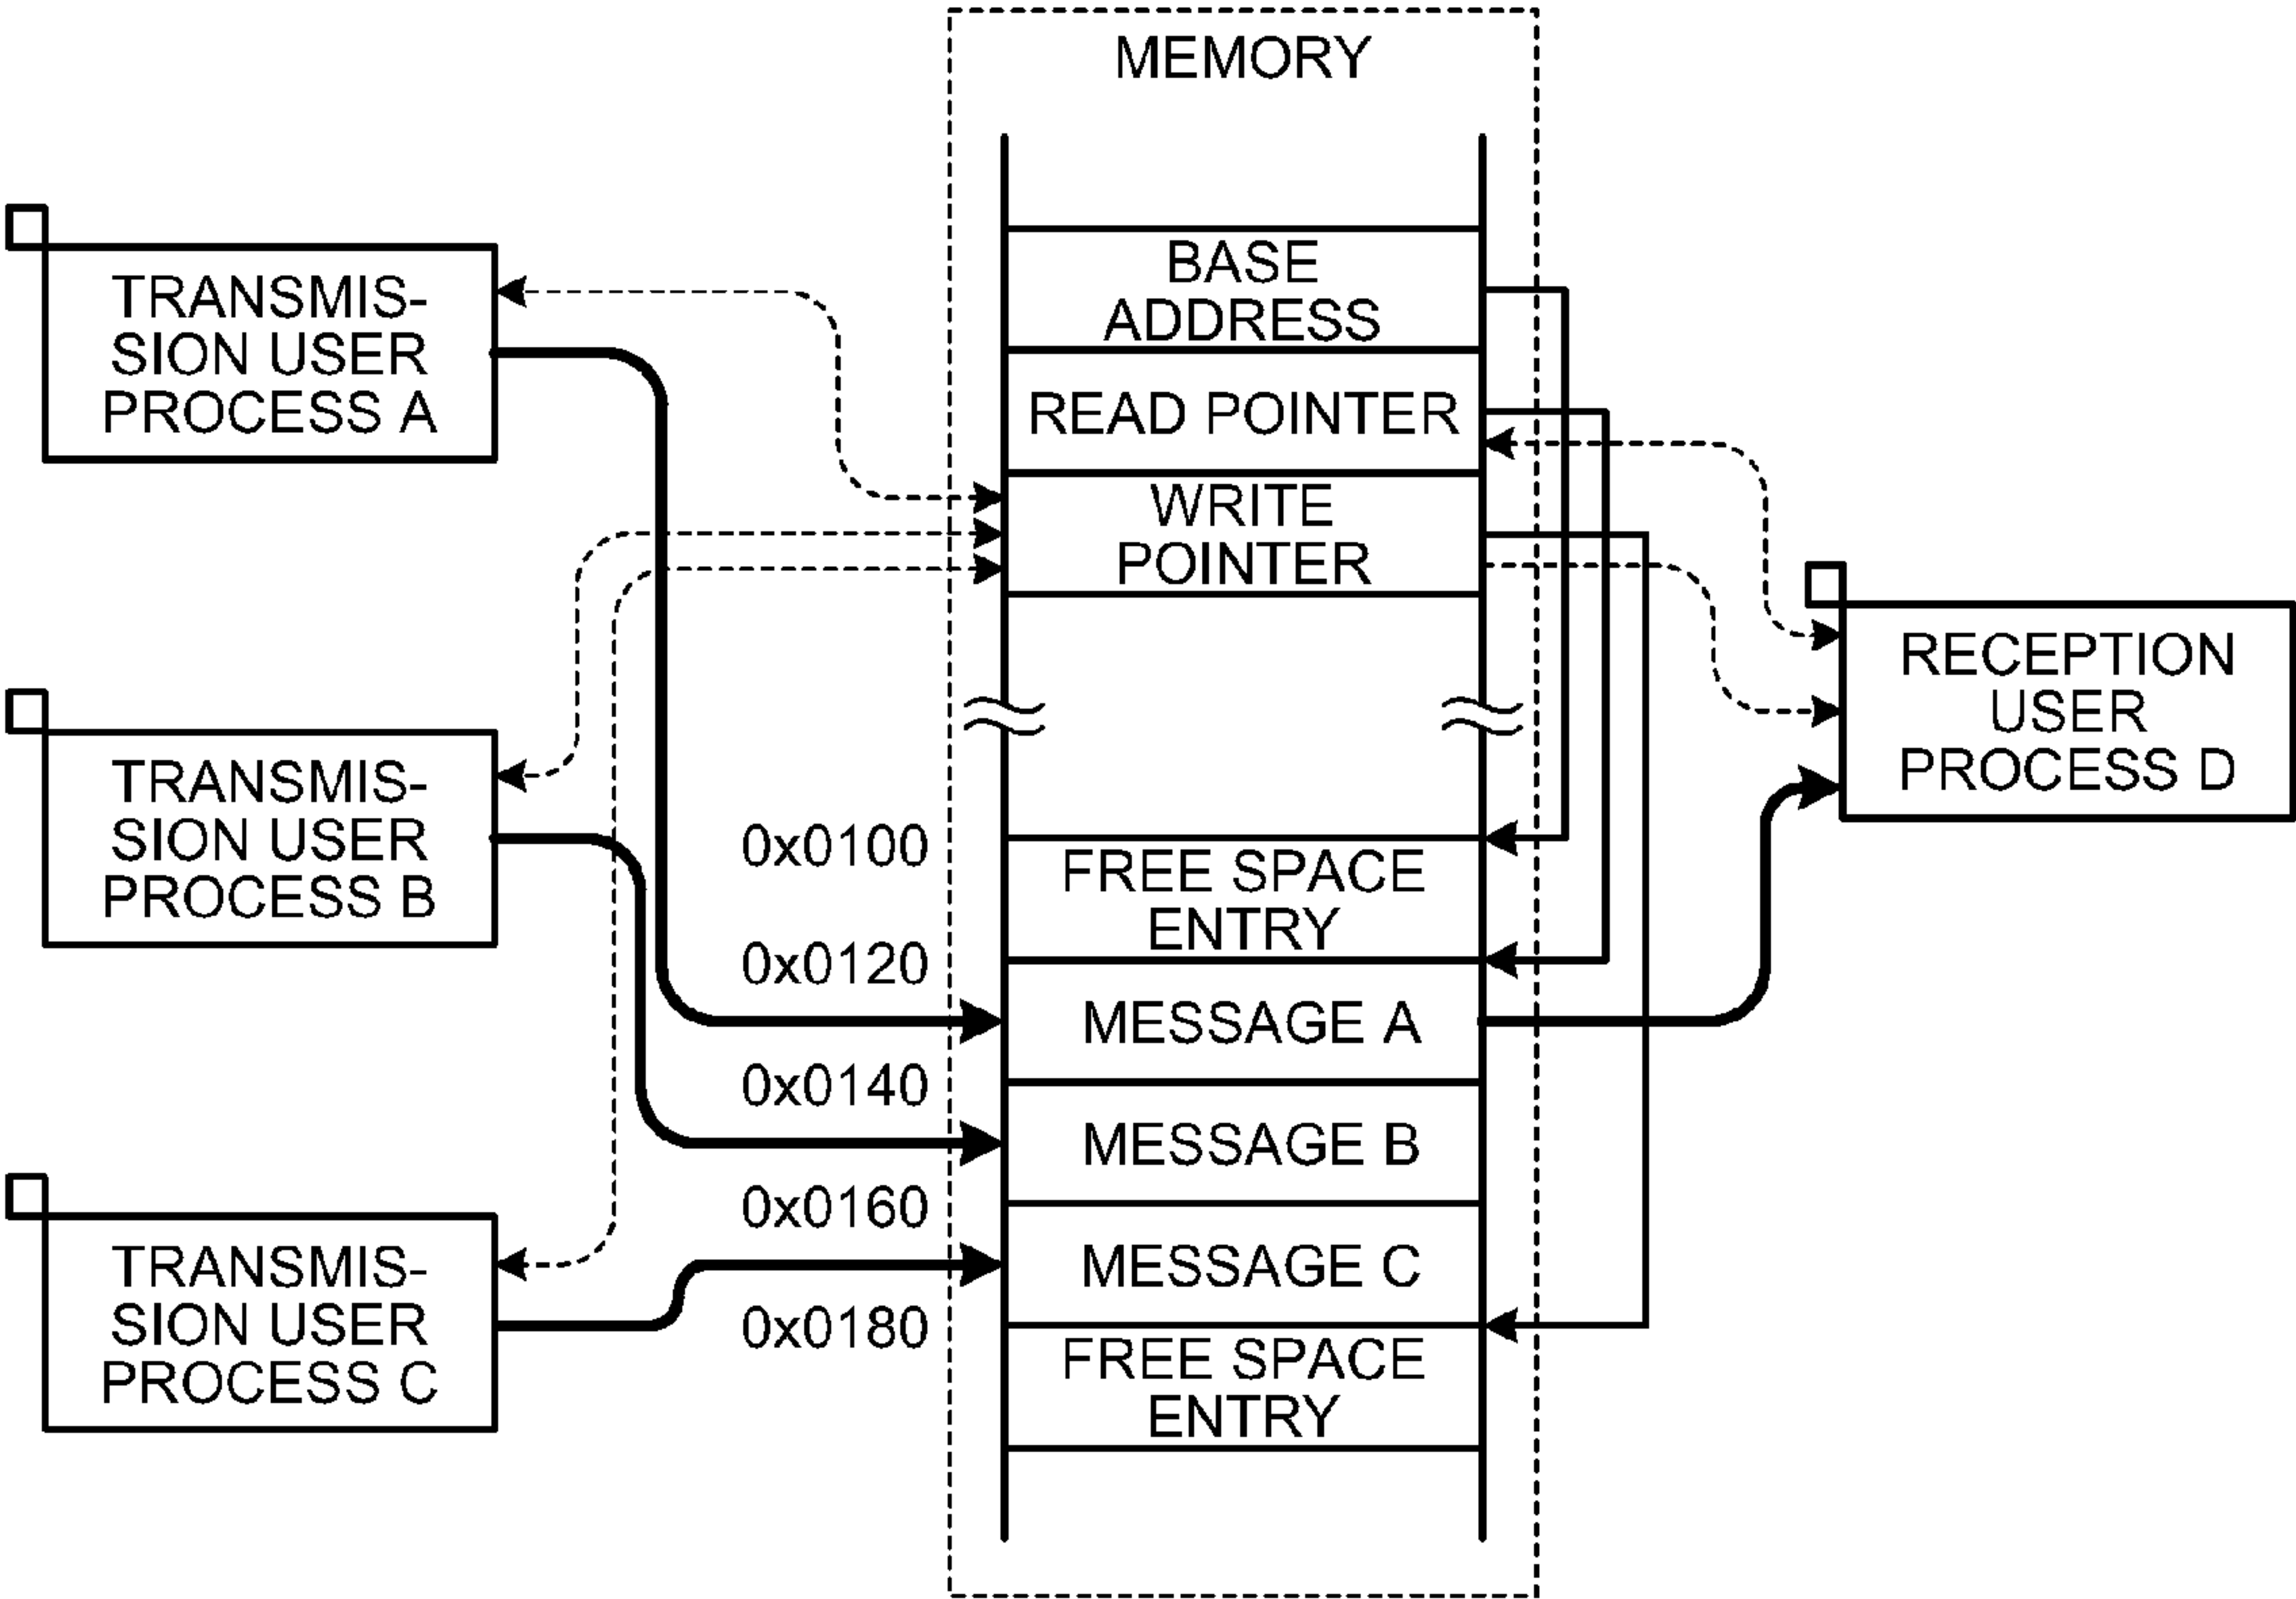 MEMORY
TRANSMIS-
SION USER
PROCESS A
TRANSMIS-
SION USER
PROCESS B
TRANSMIS-
SION USER
PROCESS C
BASE
ADDRESS
READ POINTER
WRITE
POINTER
0x0100
FREE SPACE
ENTRY
0x0120
MESSAGE A
0x0140
MESSAGE B
0x0160
MESSAGE C
0x0180
FREE SPACE
ENTRY
RECEPTION
USER
PROCESS D